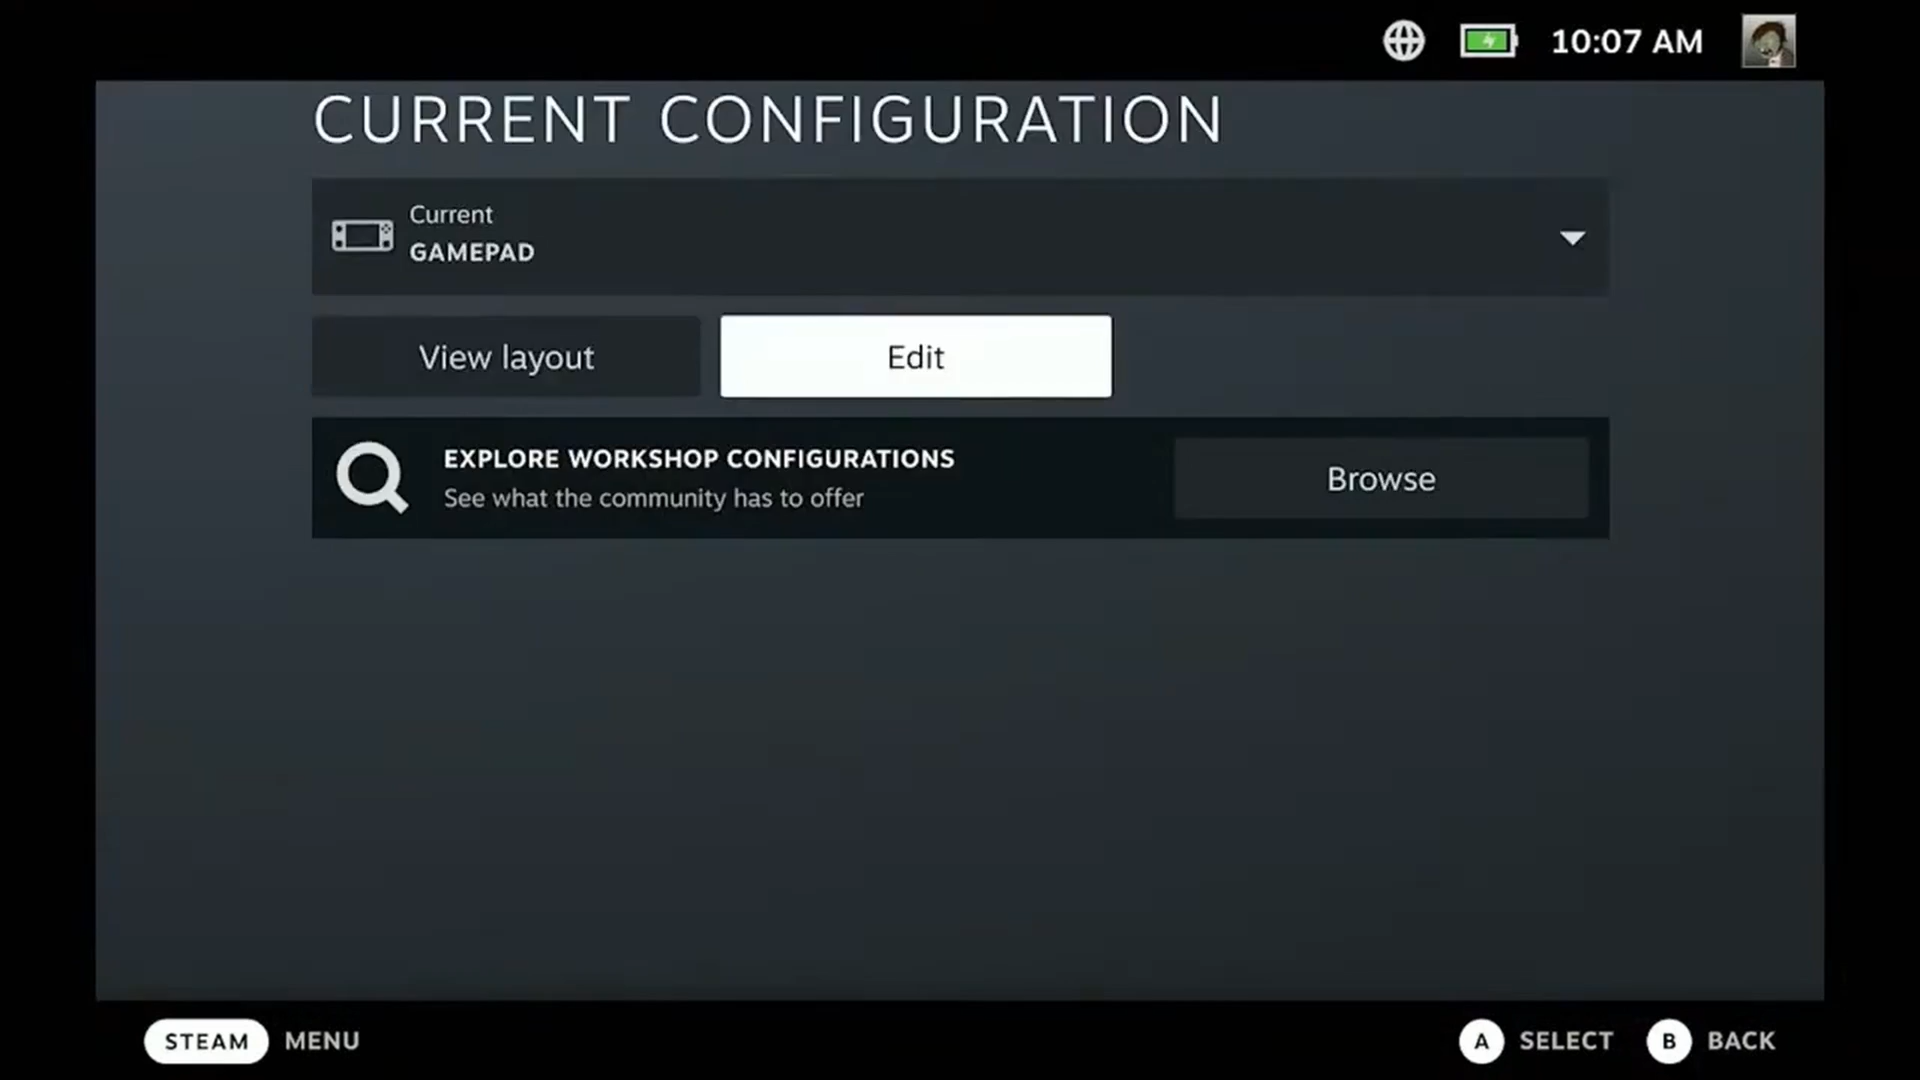 10:07 AM
CURRENT CONFIGURATION
Current
GAMEPAD
View layout
Edit
EXPLORE WORKSHOP CONFIGURATIONS
See what the community has to offer
Browse
STEAM MENU
A SELECT B BACK